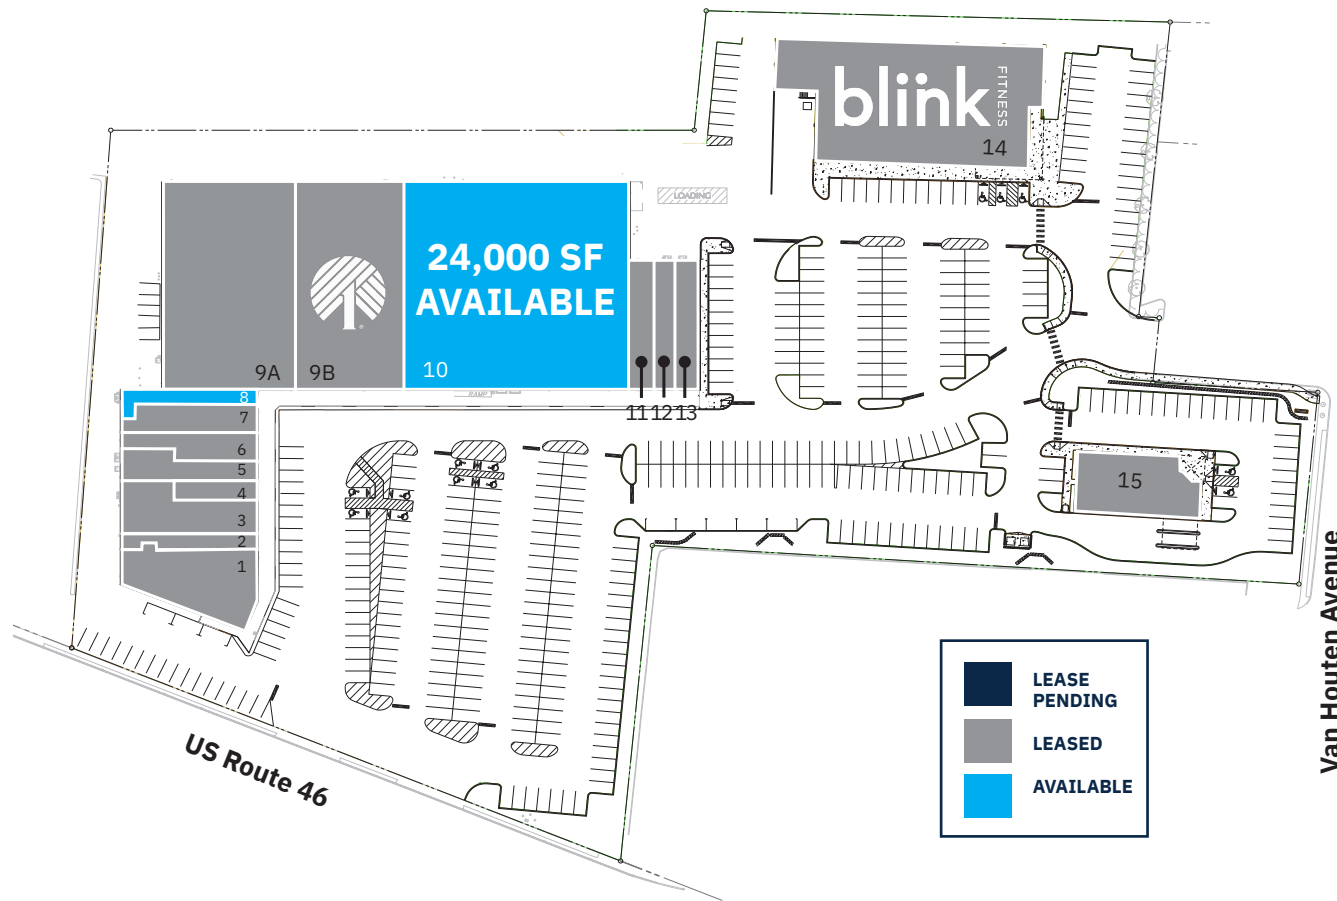 blink
FITNESS
14
LOADING
24,000 SF
AVAILABLE
9A
9B
10
11
12
13
RAMP
8
7
6
5
4
3
2
1
15
US Route 46
Van Houten Avenue
LEASE
PENDING
LEASED
AVAILABLE